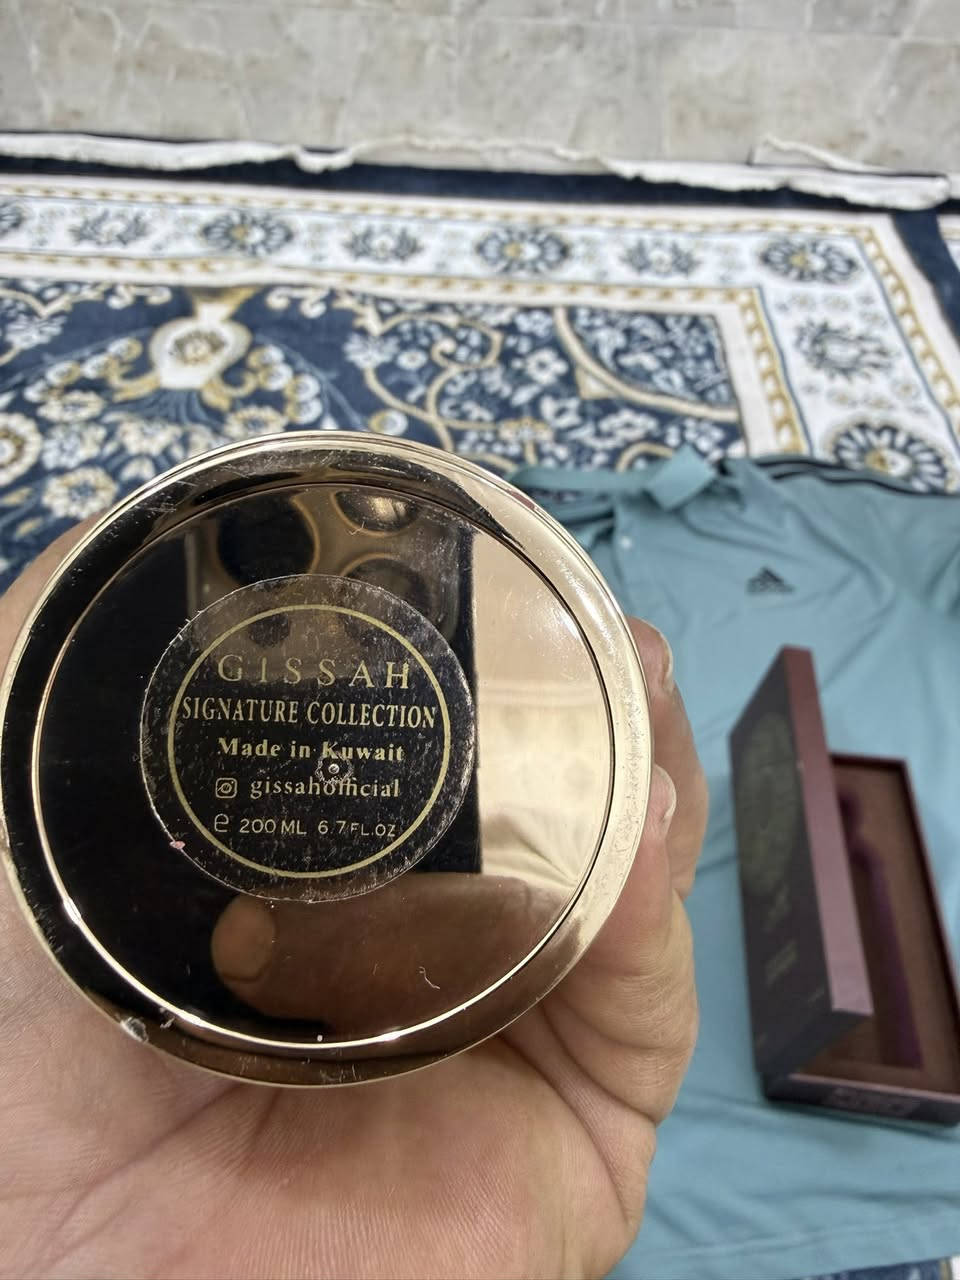 GISSAH
SIGNATURE COLLECTION
Made in Kuwait
gissahofficial
e 200 ML 6.7 FL.OZ